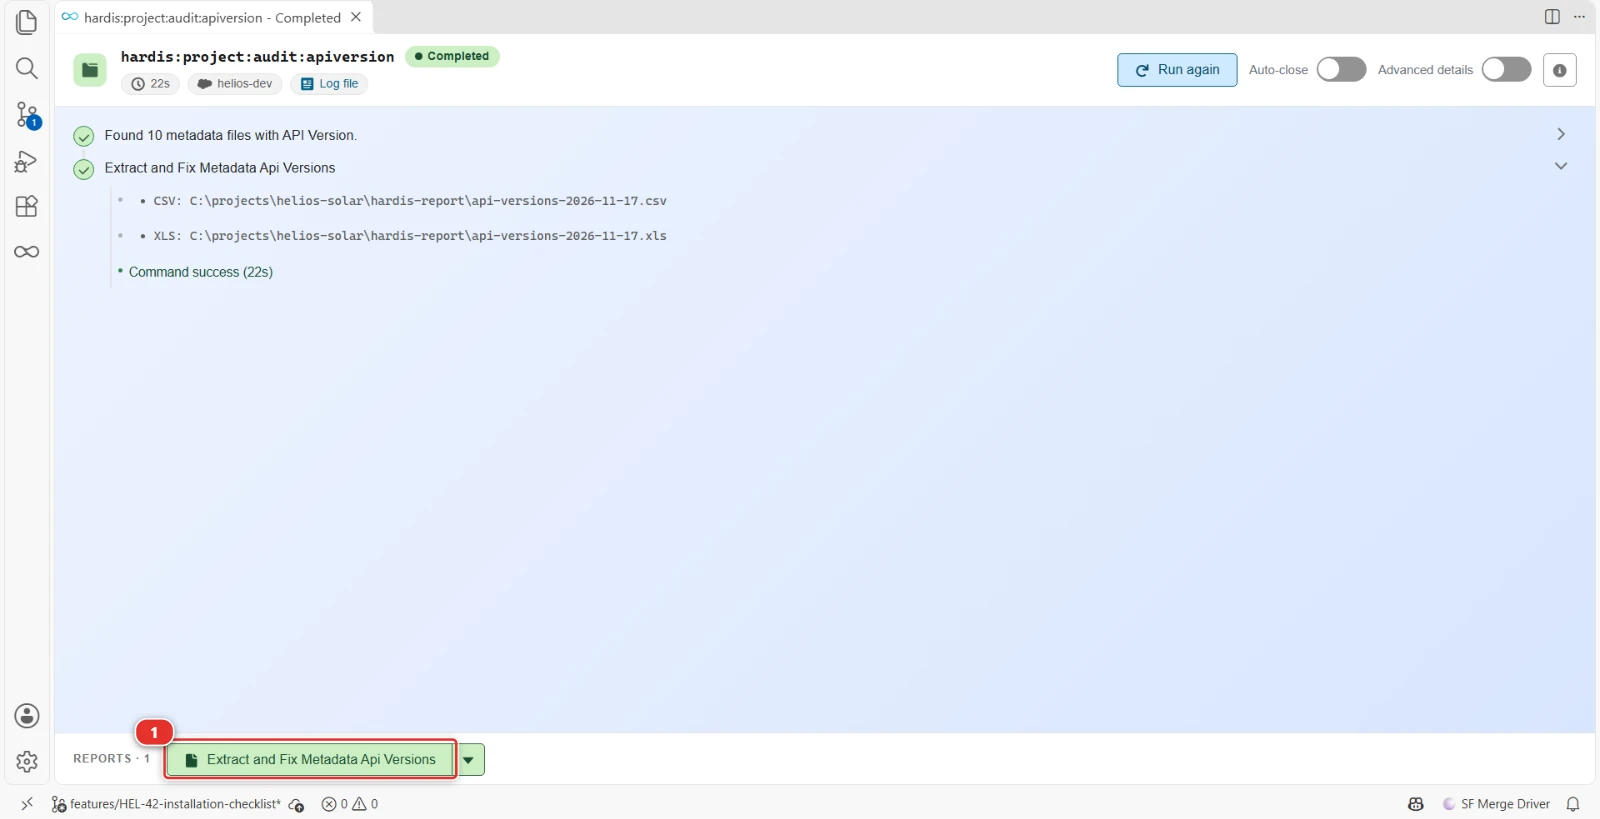 hardis:project:audit:apiversion - Completed
hardis:project:audit:apiversion
Completed
22s
helios-dev
Log file
Run again
Auto-close
Advanced details
1
Found 10 metadata files with API Version.
Extract and Fix Metadata Api Versions
• CSV: C:\projects\helios-solar\hardis-report\api-versions-2026-11-17.csv
• XLS: C:\projects\helios-solar\hardis-report\api-versions-2026-11-17.xls
• Command success (22s)
1
REPORTS · 1
Extract and Fix Metadata Api Versions
features/HEL-42-installation-checklist*
0
0
SF Merge Driver